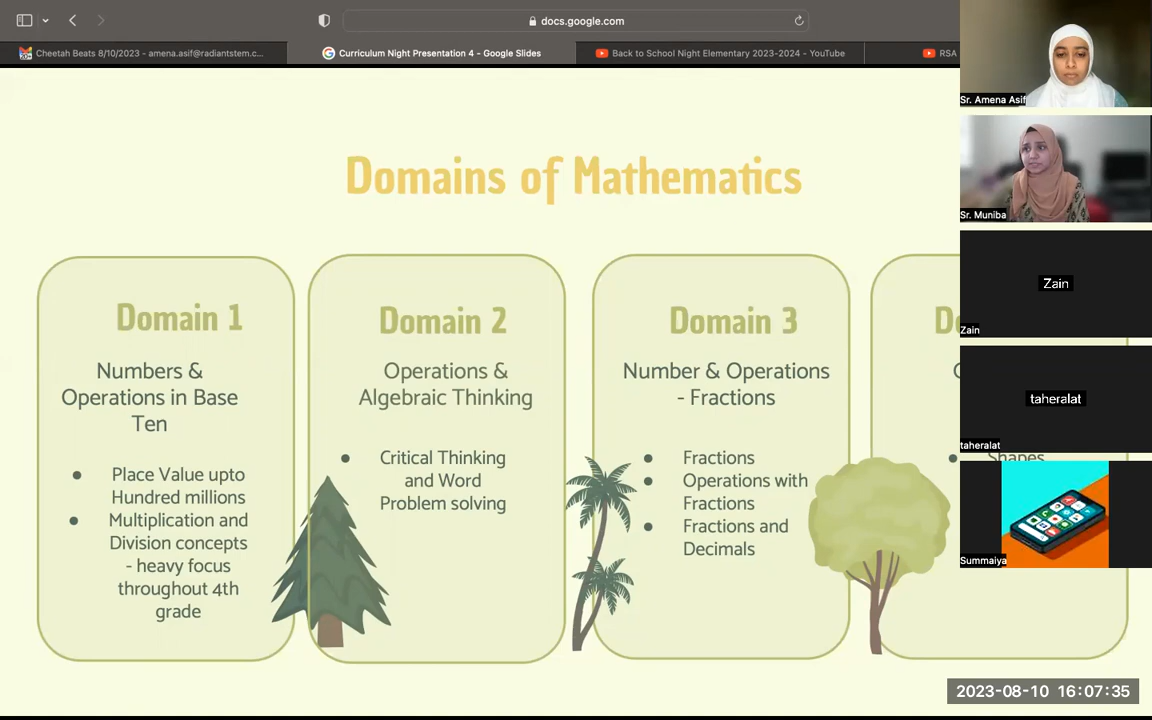 docs.google.com
Cheetah Beats 8/10/2023 - amena.asif@radiantstem.c...
Curriculum Night Presentation 4 - Google Slides
Back to School Night Elementary 2023-2024 - YouTube
RSA
Domains of Mathematics
Domain 1
Numbers &
Operations in Base
Ten
● Place Value upto
Hundred millions
● Multiplication and
Division concepts
- heavy focus
throughout 4th
grade
Domain 2
Operations &
Algebraic Thinking
● Critical Thinking
and Word
Problem solving
Domain 3
Number & Operations
- Fractions
● Fractions
● Operations with
Fractions
● Fractions and
Decimals
● Shapes
Sr. Amena Asif
Sr. Muniba
Zain
Zain
taheralat
taheralat
Summaiya
2023-08-10 16:07:35